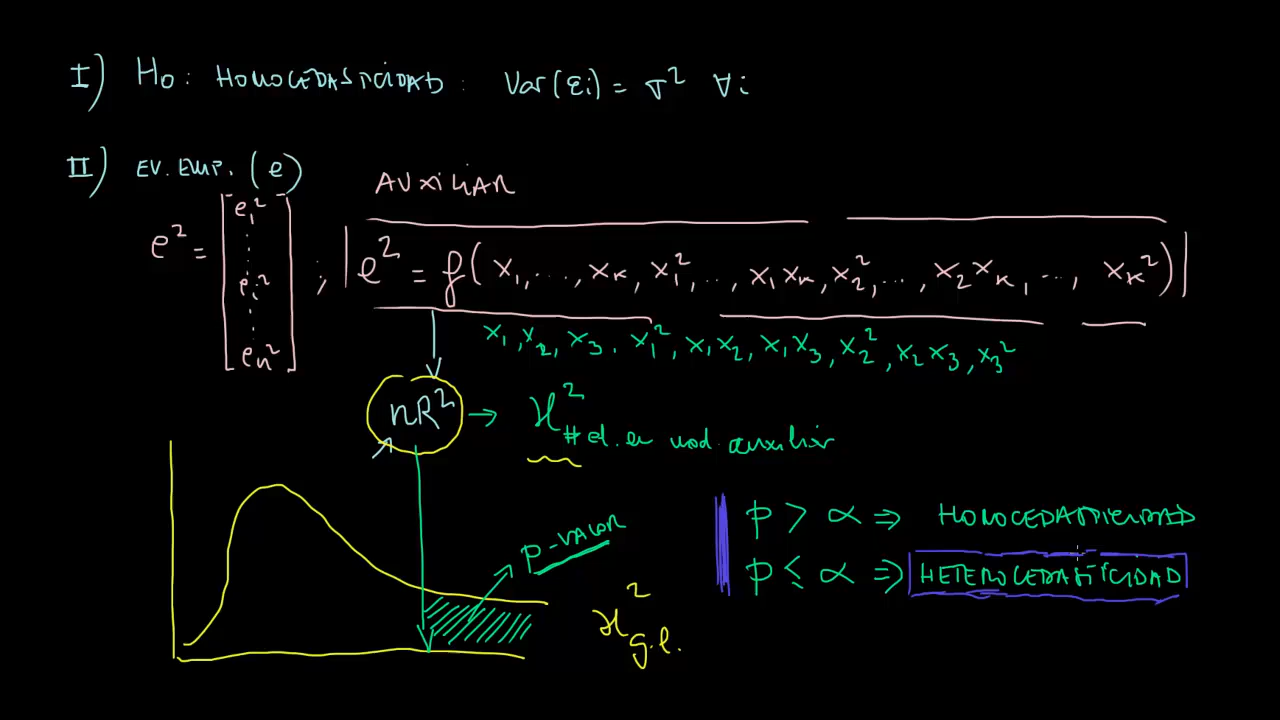 I) Ho: HOMOCEDASTICIDAD: Var(εi) = σ² ∀i
II) EV. EMP. (e)
AUXILIAR
e² = [e₁² ⋮ eᵢ² ⋮ eₙ²] ; |e² = f(x₁, ..., xₖ, x₁², ..., x₁xₖ, x₂², ..., x₂xₖ, ..., xₖ²)|
x₁, x₂, x₃, x₁², x₁x₂, x₁x₃, x₂², x₂x₃, x₃²
nR² → χ² # el. en mod. auxiliar
p-VALOR
χ² g.l.
p > α ⇒ HOMOCEDASTICIDAD
p ≤ α ⇒ HETEROCEDASTICIDAD